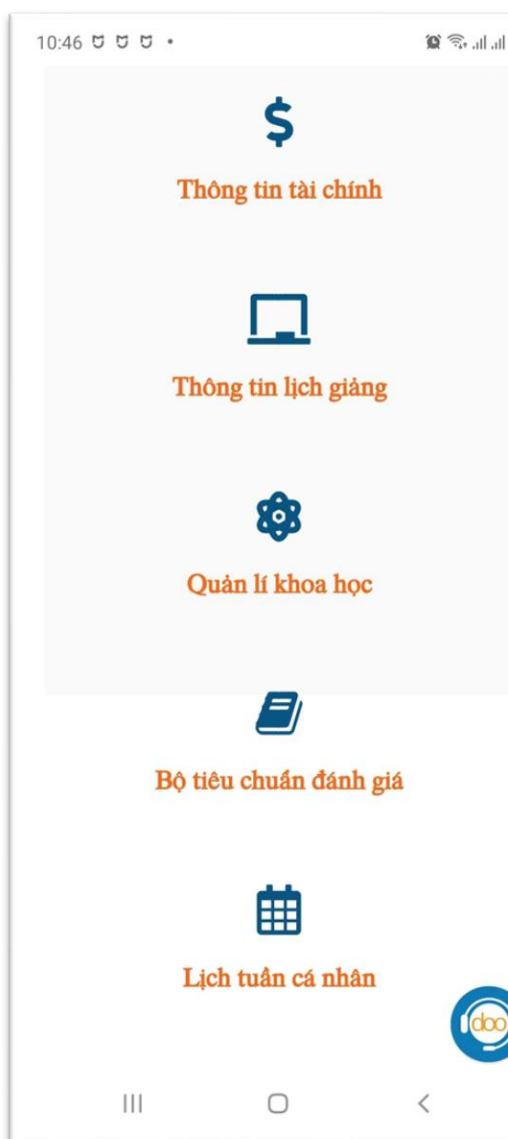 10:46
Thông tin tài chính
Thông tin lịch giảng
Quản lí khoa học
Bộ tiêu chuẩn đánh giá
Lịch tuần cá nhân
doo